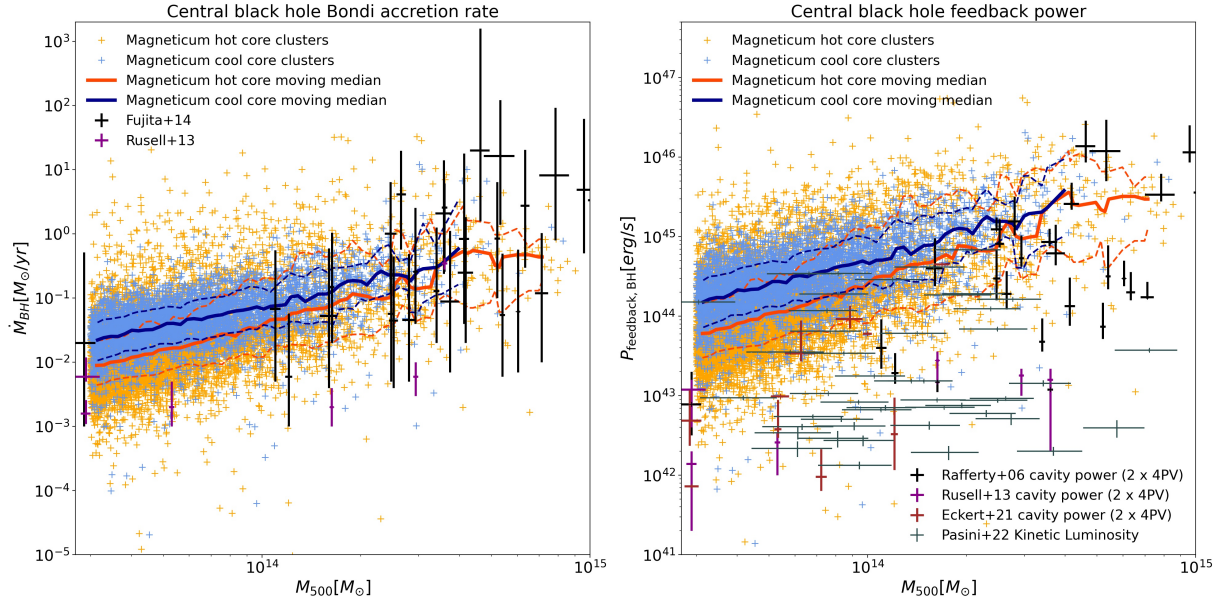 Central black hole Bondi accretion rate
10³
10²
10¹
10⁰
10⁻¹
10⁻²
10⁻³
10⁻⁴
10⁻⁵
Ṁ_BH[M_⊙/yr]
Magneticum hot core clusters
Magneticum cool core clusters
Magneticum hot core moving median
Magneticum cool core moving median
Fujita+14
Rusell+13
10¹⁴
10¹⁵
M₅₀₀[M_⊙]
Central black hole feedback power
10⁴⁷
10⁴⁶
10⁴⁵
10⁴⁴
10⁴³
10⁴²
10⁴¹
P_feedback, BH[erg/s]
Magneticum hot core clusters
Magneticum cool core clusters
Magneticum hot core moving median
Magneticum cool core moving median
Rafferty+06 cavity power (2 x 4PV)
Rusell+13 cavity power (2 x 4PV)
Eckert+21 cavity power (2 x 4PV)
Pasini+22 Kinetic Luminosity
10¹⁴
10¹⁵
M₅₀₀[M_⊙]